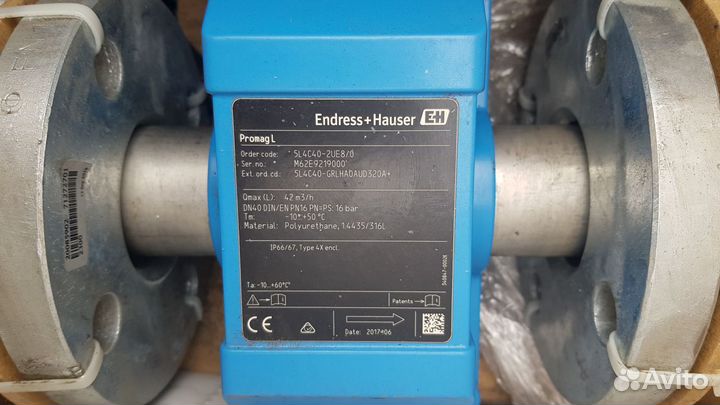 Endress+Hauser EH
Promag L
Order code: 5L4C40-2UE8/0
Ser.no.: M62E9219000
Ext.ord.cd.: 5L4C40-GRLHADAUD320A+
Qmax (L): 42 m3/h
DN40 DIN/EN PN16 PN=PS: 16 bar
Tm: -10...+50 °C
Material: Polyurethane, 1.4435/316L
IP66/67, Type 4X encl.
Ta: -10...+60°C
Patents
CE
Date: 2017-06
Avito